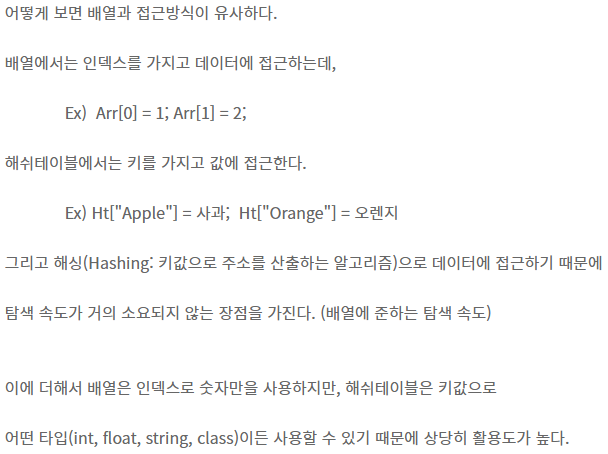 어떻게 보면 배열과 접근방식이 유사하다.
배열에서는 인덱스를 가지고 데이터에 접근하는데,
Ex)  Arr[0] = 1; Arr[1] = 2;
해쉬테이블에서는 키를 가지고 값에 접근한다.
Ex) Ht["Apple"] = 사과;  Ht["Orange"] = 오렌지
그리고 해싱(Hashing: 키값으로 주소를 산출하는 알고리즘)으로 데이터에 접근하기 때문에
탐색 속도가 거의 소요되지 않는 장점을 가진다. (배열에 준하는 탐색 속도)
이에 더해서 배열은 인덱스로 숫자만을 사용하지만, 해쉬테이블은 키값으로
어떤 타입(int, float, string, class)이든 사용할 수 있기 때문에 상당히 활용도가 높다.